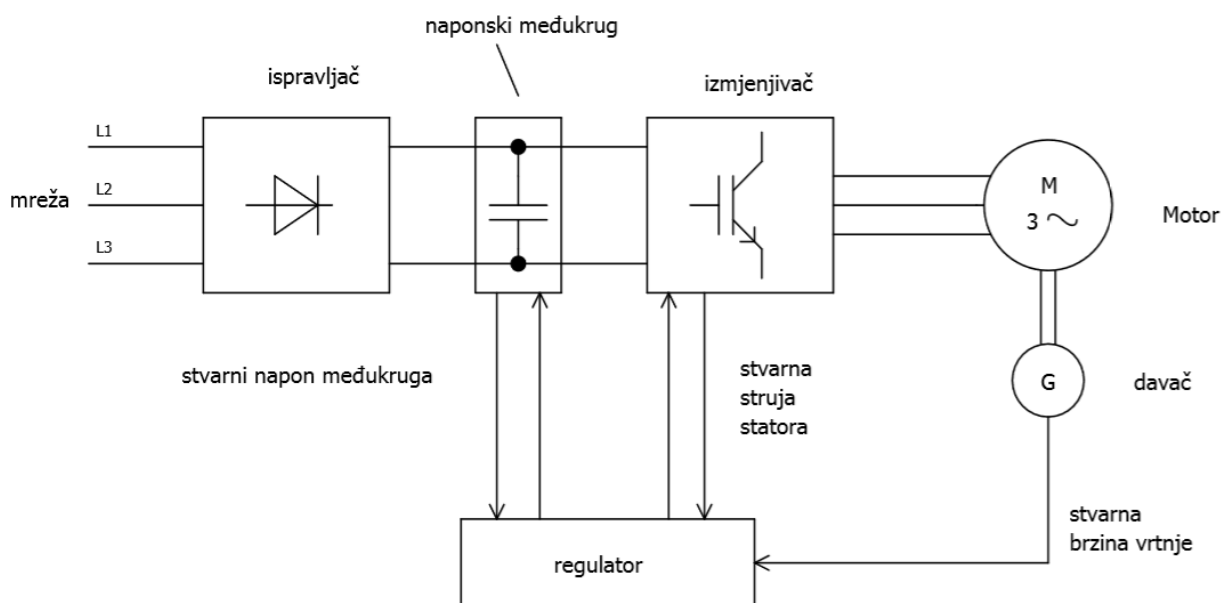 naponski međukrug
ispravljač
izmjenjivač
L1
L2
L3
mreža
M
3
Motor
stvarni napon međukruga
stvarna
struja
statora
G
davač
stvarna
brzina vrtnje
regulator